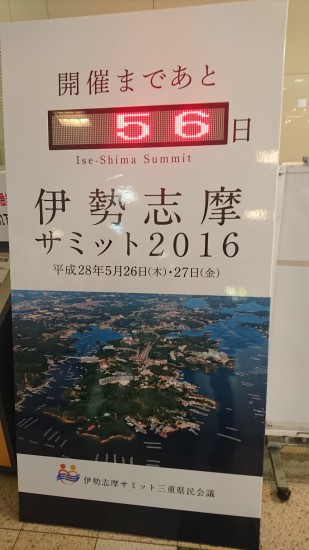 開催まであと
56日
Ise-Shima Summit
伊勢志摩
サミット2016
平成28年5月26日(木)・27日(金)
伊勢志摩サミット三重県民会議